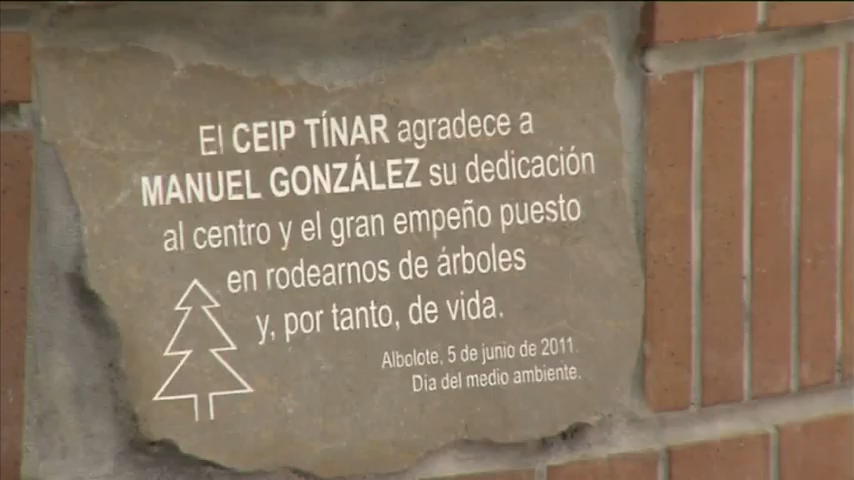 El CEIP TÍNAR agradece a
MANUEL GONZÁLEZ su dedicación
al centro y el gran empeño puesto
en rodearnos de árboles
y, por tanto, de vida.
Albolote, 5 de junio de 2011.
Día del medio ambiente.